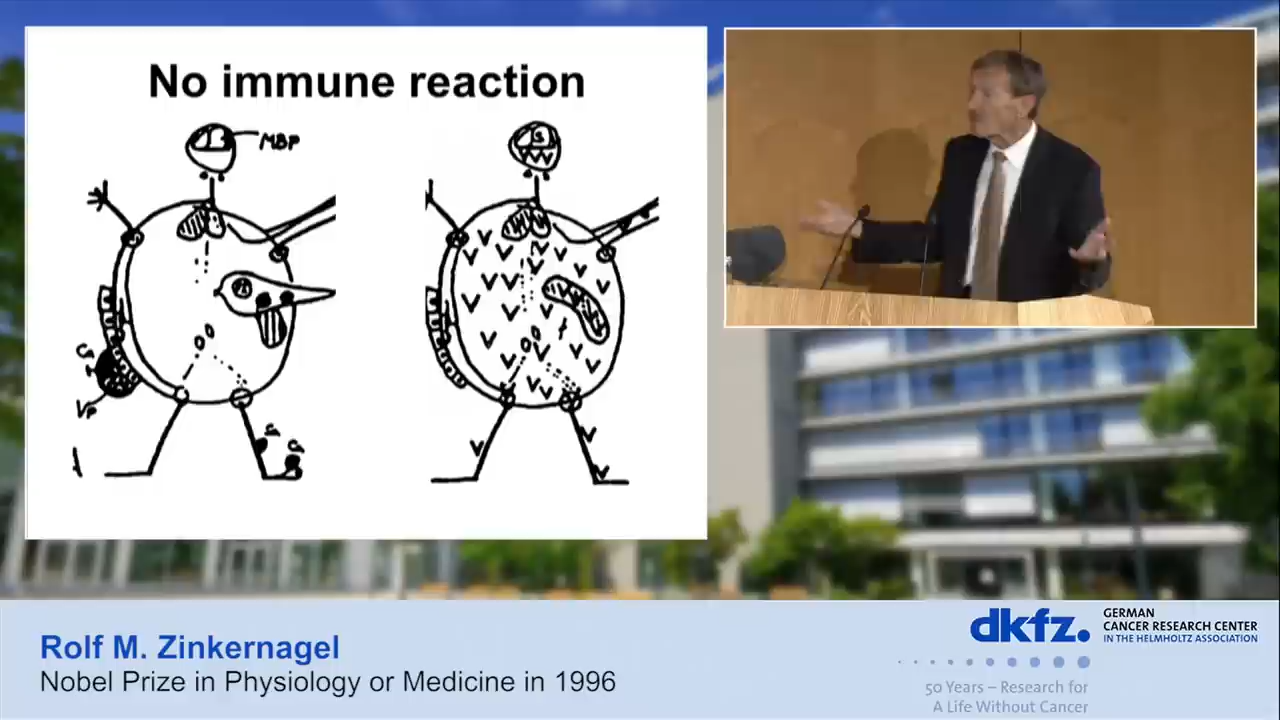 No immune reaction
MBP
Rolf M. Zinkernagel
Nobel Prize in Physiology or Medicine in 1996
dkfz.
GERMAN
CANCER RESEARCH CENTER
IN THE HELMHOLTZ ASSOCIATION
50 Years – Research for
A Life Without Cancer